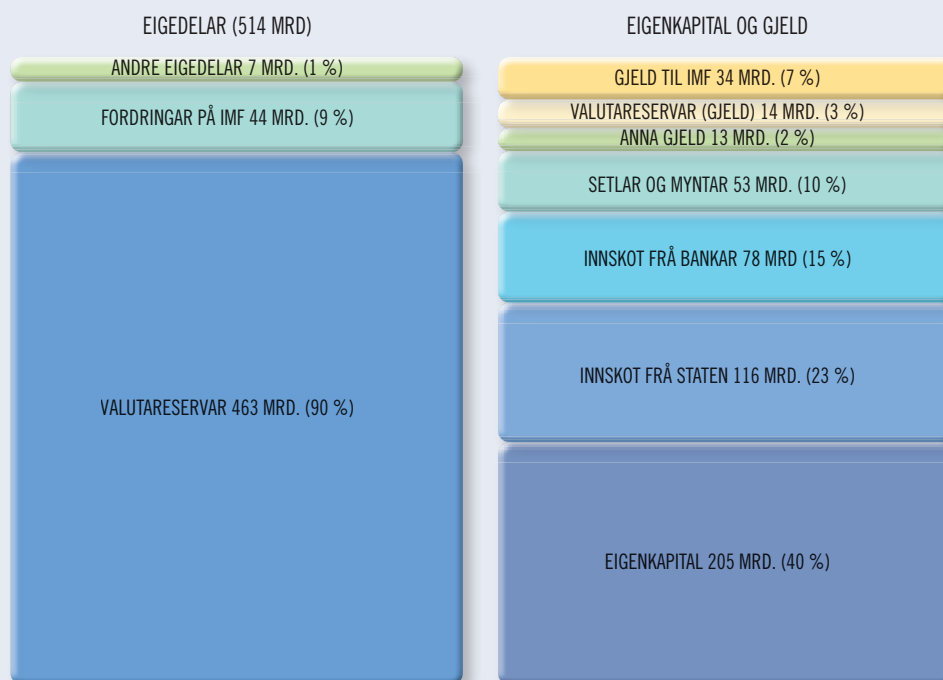 EIGEDELAR (514 MRD)
ANDRE EIGEDELAR 7 MRD. (1 %)
FORDRINGAR PÅ IMF 44 MRD. (9 %)
VALUTARESERVAR 463 MRD. (90 %)
EIGENKAPITAL OG GJELD
GJELD TIL IMF 34 MRD. (7 %)
VALUTARESERVAR (GJELD) 14 MRD. (3 %)
ANNA GJELD 13 MRD. (2 %)
SETLAR OG MYNTAR 53 MRD. (10 %)
INNSKOT FRÅ BANKAR 78 MRD (15 %)
INNSKOT FRÅ STATEN 116 MRD. (23 %)
EIGENKAPITAL 205 MRD. (40 %)